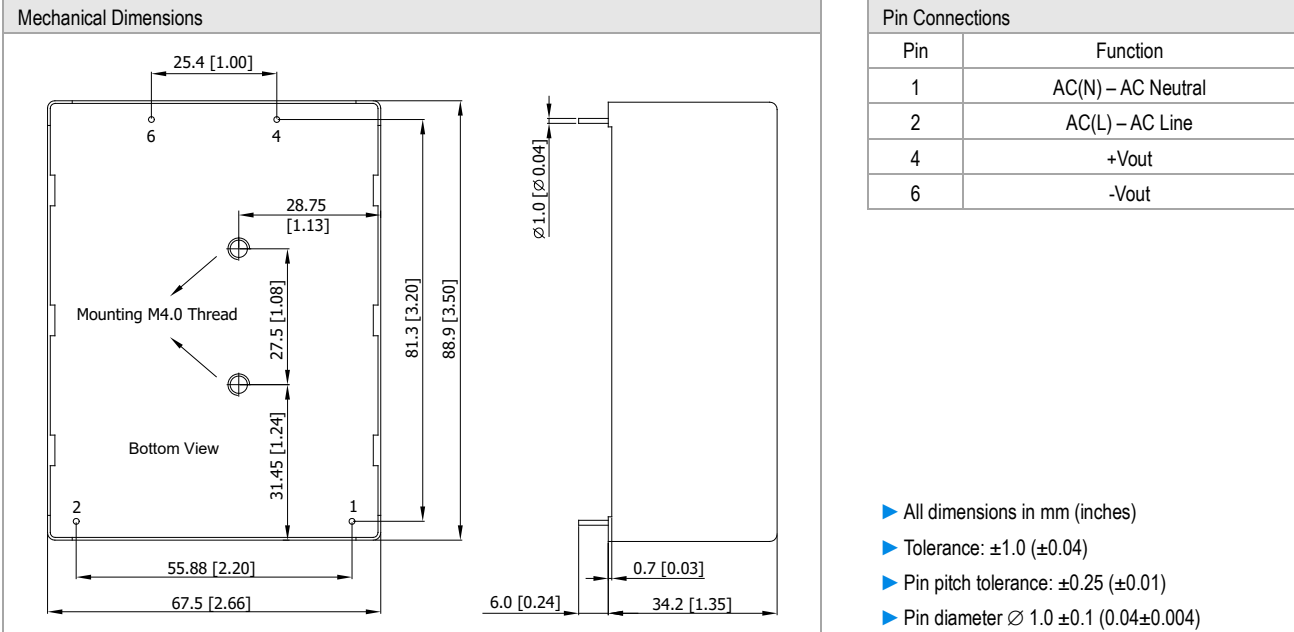 Mechanical Dimensions
25.4 [1.00]
6
4
28.75
[1.13]
Mounting M4.0 Thread
27.5 [1.08]
81.3 [3.20]
88.9 [3.50]
Bottom View
31.45 [1.24]
2
1
55.88 [2.20]
67.5 [2.66]
∅1.0 [∅ 0.04]
0.7 [0.03]
6.0 [0.24]
34.2 [1.35]
Pin Connections
Pin Function
1 AC(N) – AC Neutral
2 AC(L) – AC Line
4 +Vout
6 -Vout
► All dimensions in mm (inches)
► Tolerance: ±1.0 (±0.04)
► Pin pitch tolerance: ±0.25 (±0.01)
► Pin diameter ∅ 1.0 ±0.1 (0.04±0.004)